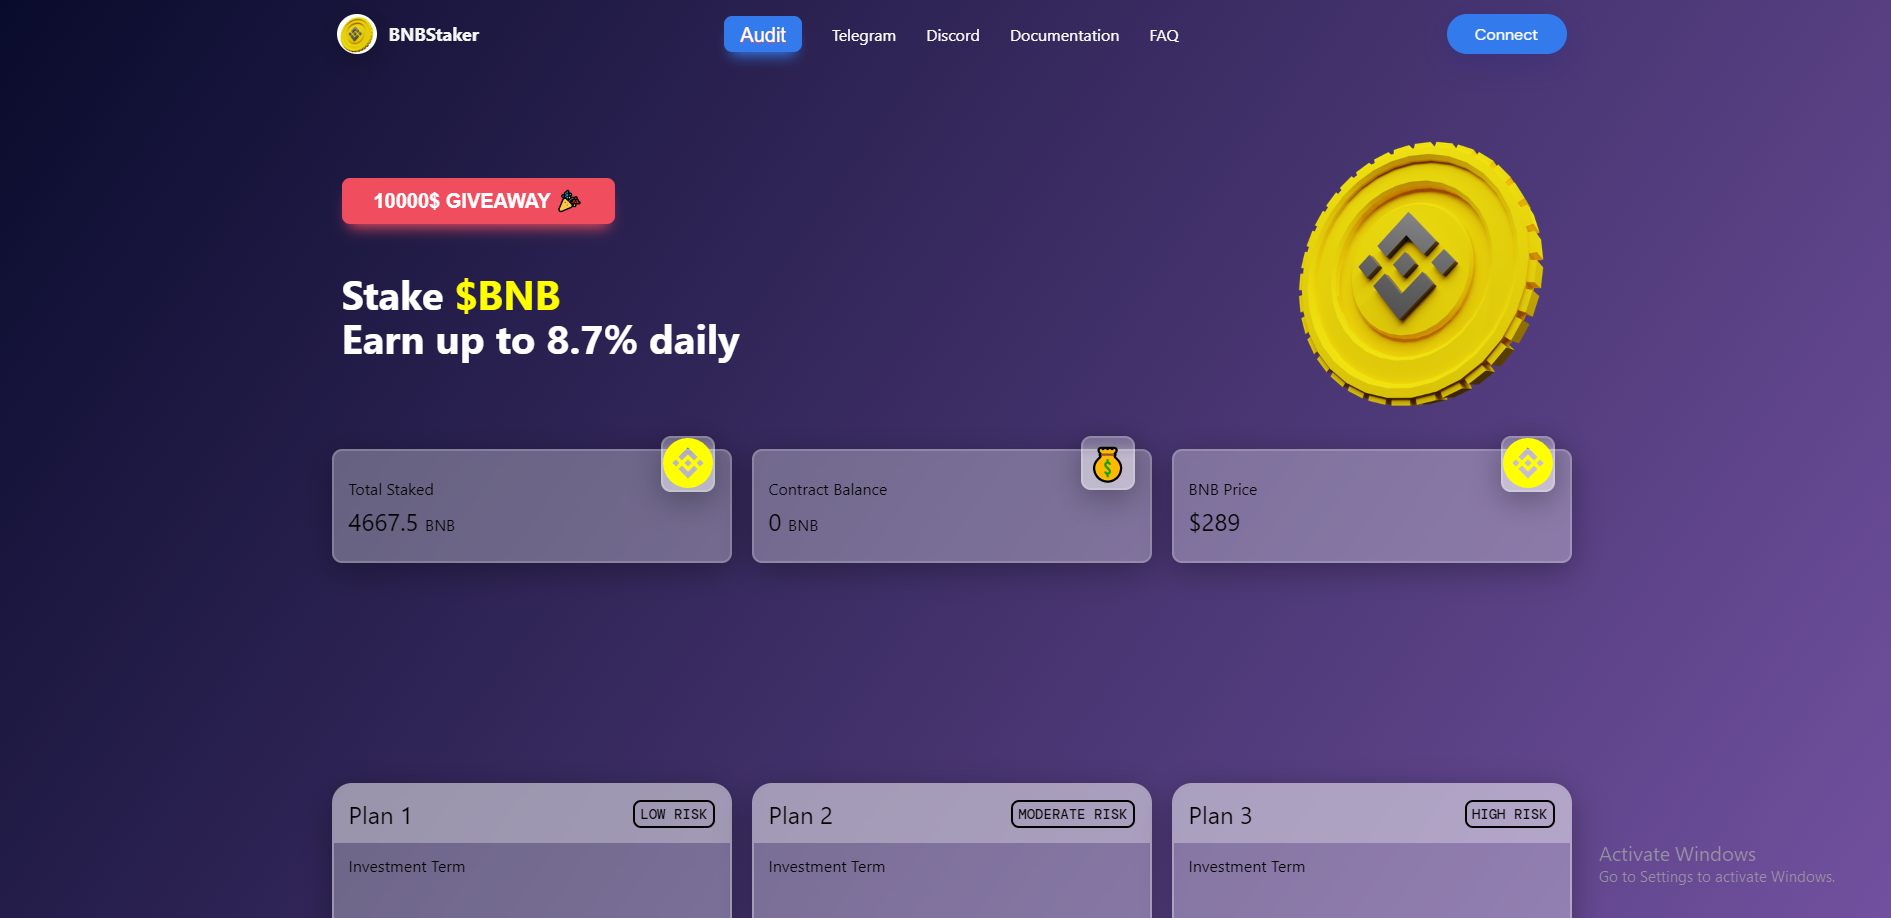 BNBStaker
Audit
Telegram
Discord
Documentation
FAQ
Connect
10000$ GIVEAWAY 🎉
Stake $BNB
Earn up to 8.7% daily
Total Staked
4667.5 BNB
Contract Balance
0 BNB
BNB Price
$289
Plan 1
LOW RISK
Investment Term
Plan 2
MODERATE RISK
Investment Term
Plan 3
HIGH RISK
Investment Term
Activate Windows
Go to Settings to activate Windows.